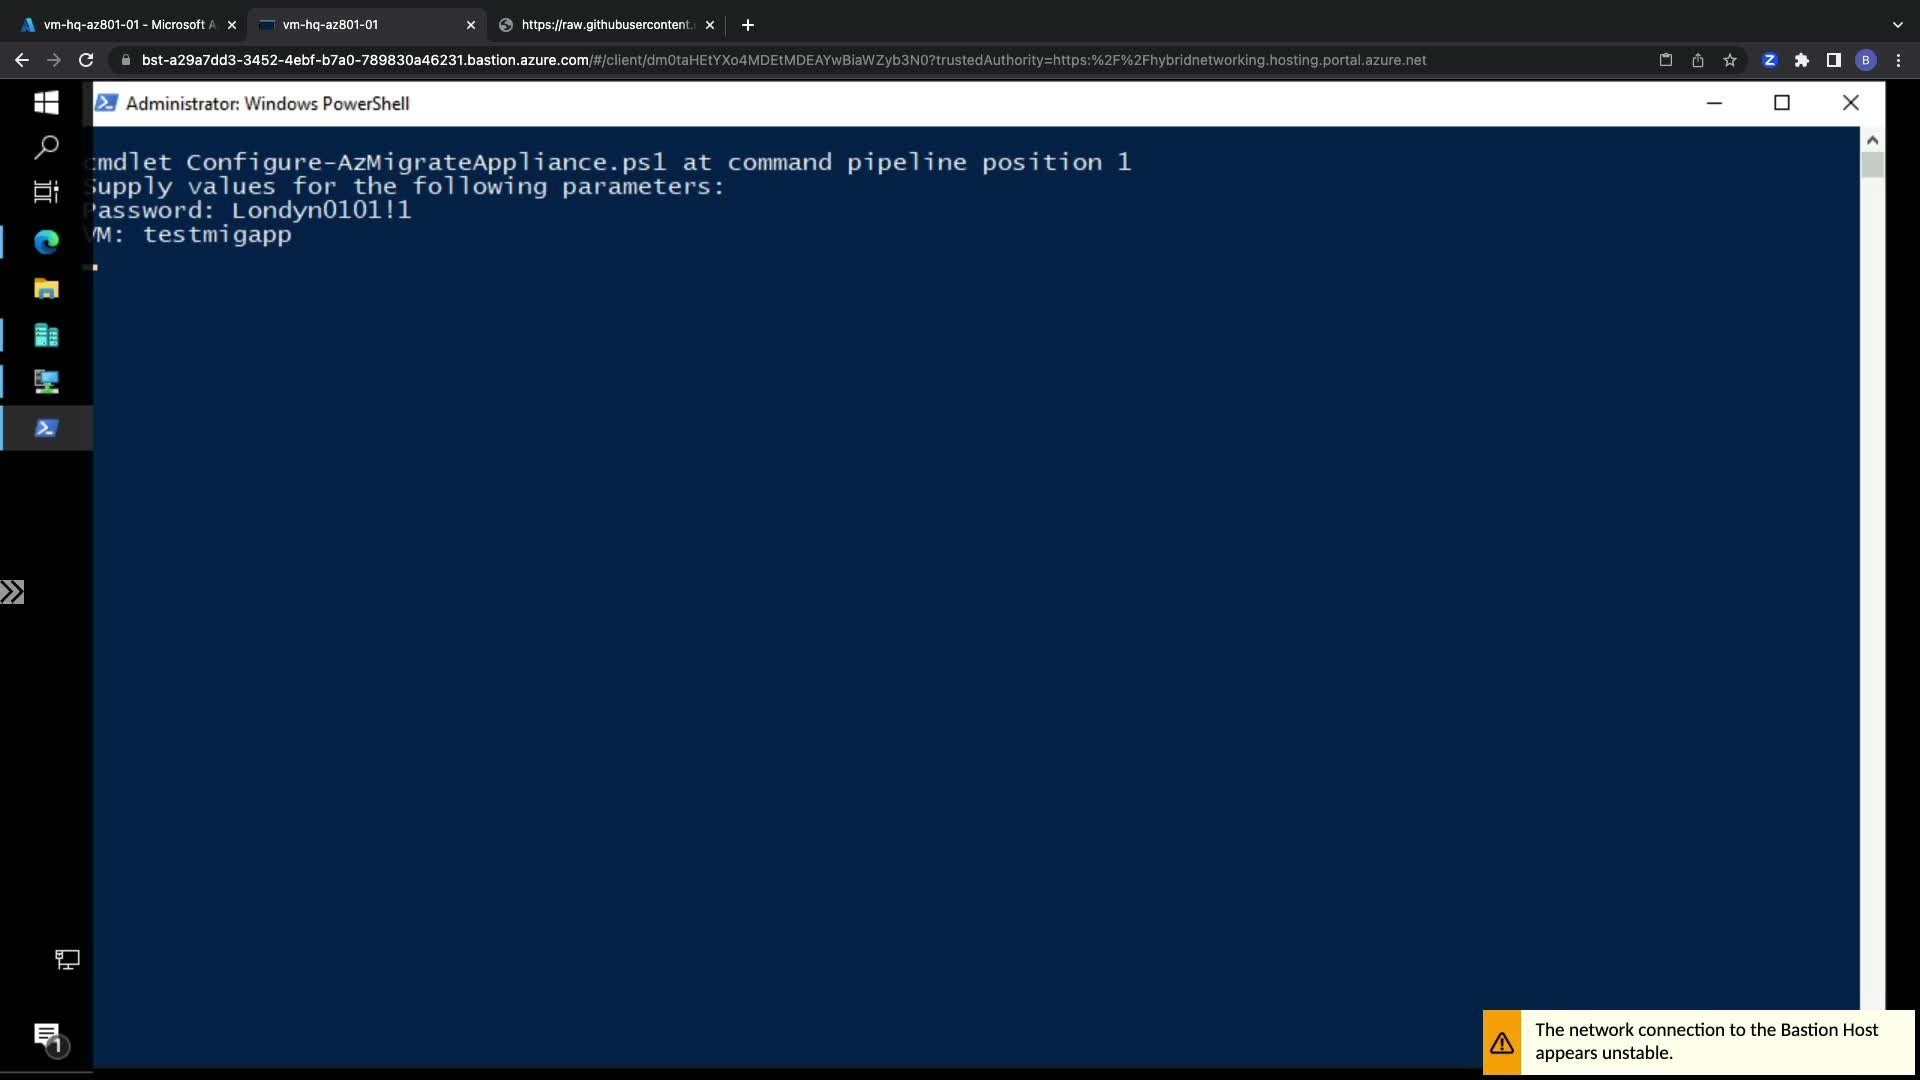 vm-hq-az801-01 - Microsoft A
vm-hq-az801-01
https://raw.githubusercontent.
bst-a29a7dd3-3452-4ebf-b7a0-789830a46231.bastion.azure.com/#/client/dm0taHEtYXo4MDEtMDEAYwBiaWZyb3N0?trustedAuthority=https:%2F%2Fhybridnetworking.hosting.portal.azure.net
Z
B
Administrator: Windows PowerShell
cmdlet Configure-AzMigrateAppliance.ps1 at command pipeline position 1
Supply values for the following parameters:
Password: Londyn0101!1
VM: testmigapp
1
The network connection to the Bastion Host
appears unstable.